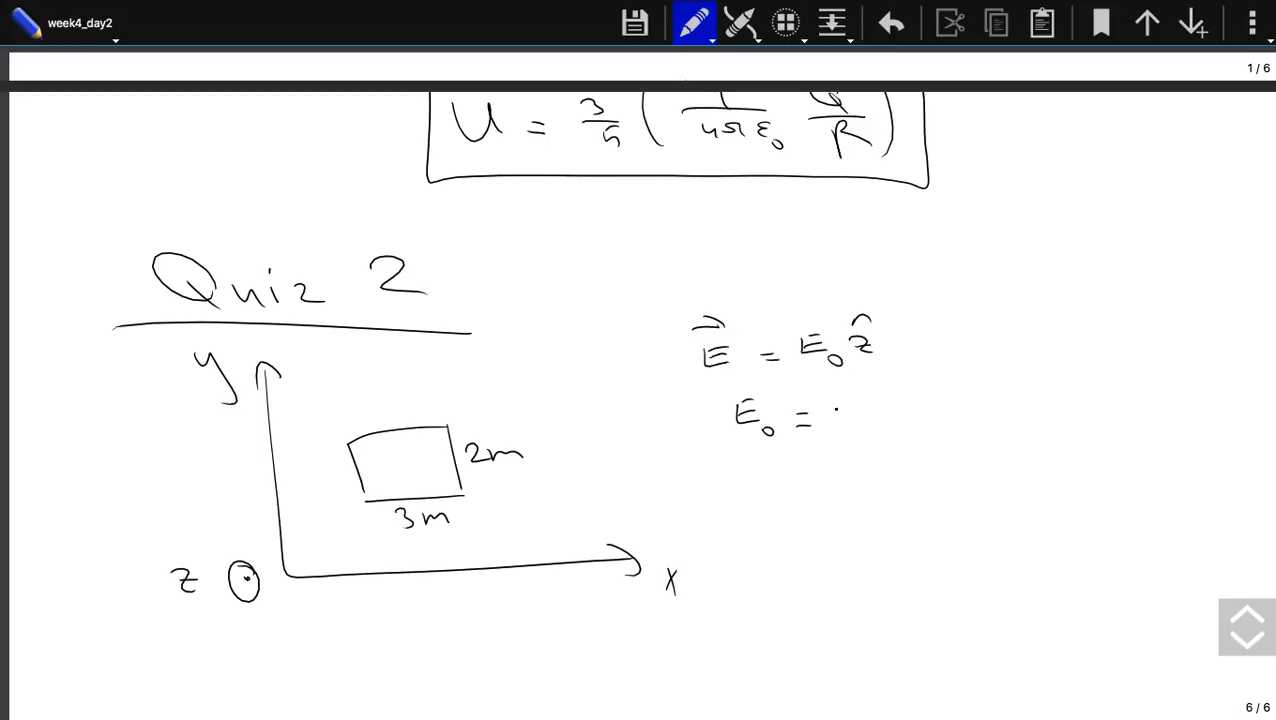 week4_day2
1 / 6
U = 3/5 ( 1/4πε₀ Q/R )
Quiz 2
y
E⃗ = E₀ ẑ
E₀ =
2m
3m
z
x
6 / 6